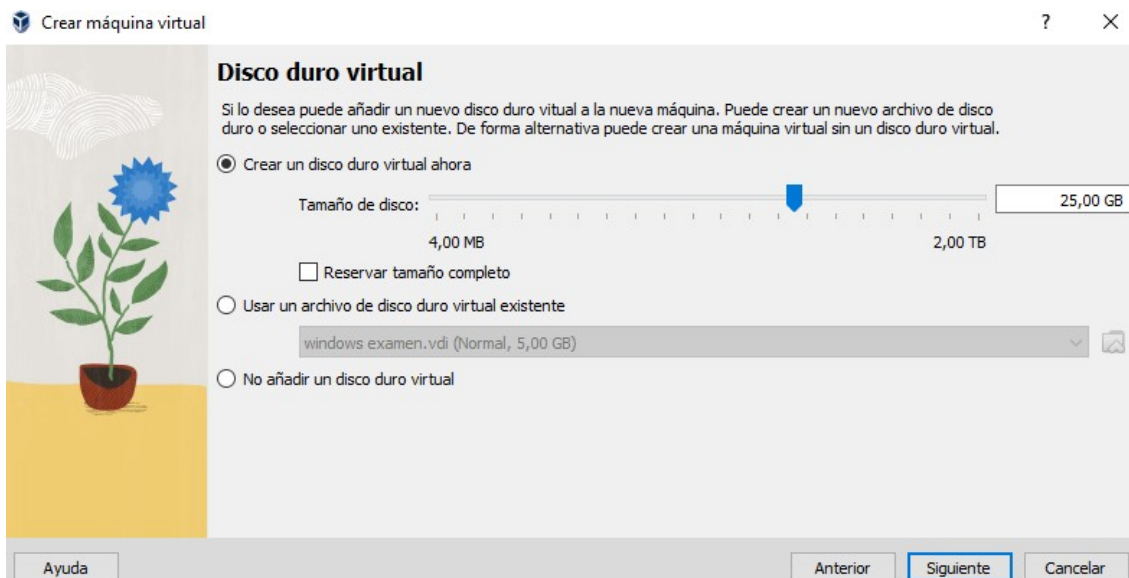 Crear máquina virtual
?
Disco duro virtual
Si lo desea puede añadir un nuevo disco duro vitual a la nueva máquina. Puede crear un nuevo archivo de disco
duro o seleccionar uno existente. De forma alternativa puede crear una máquina virtual sin un disco duro virtual.
Crear un disco duro virtual ahora
Tamaño de disco: 25,00 GB
4,00 MB 2,00 TB
Reservar tamaño completo
Usar un archivo de disco duro virtual existente
windows examen.vdi (Normal, 5,00 GB)
No añadir un disco duro virtual
Ayuda Anterior Siguiente Cancelar